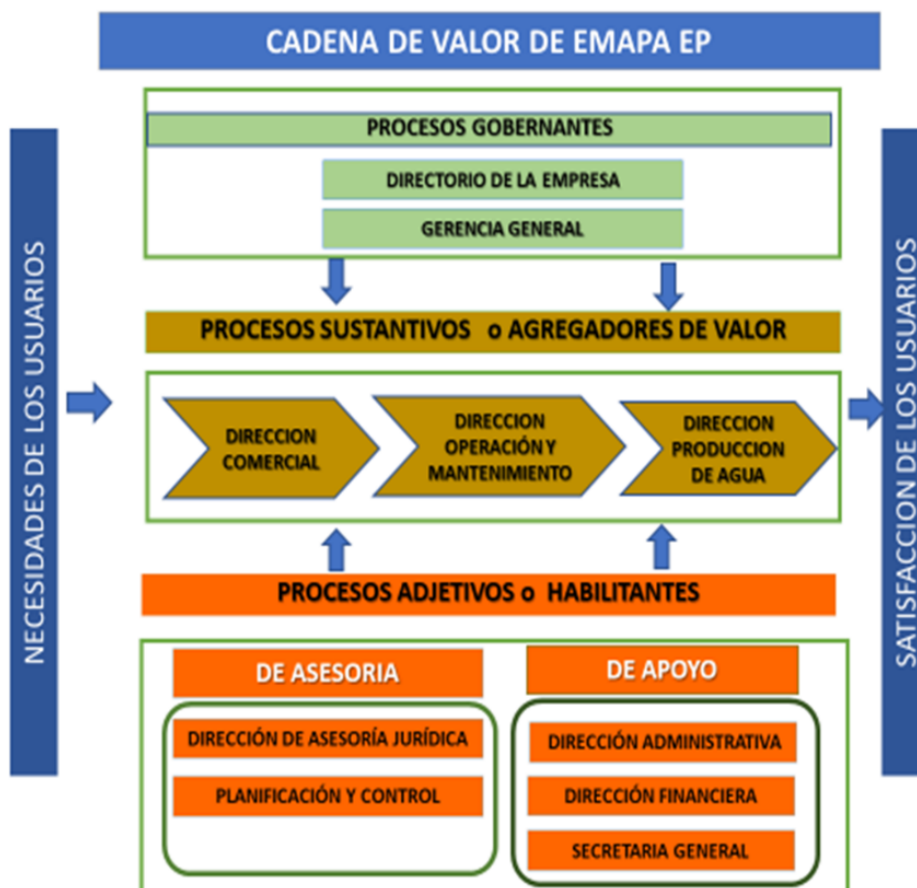 CADENA DE VALOR DE EMAPA EP
NECESIDADES DE LOS USUARIOS
PROCESOS GOBERNANTES
DIRECTORIO DE LA EMPRESA
GERENCIA GENERAL
PROCESOS SUSTANTIVOS o AGREGADORES DE VALOR
DIRECCION
COMERCIAL
DIRECCION
OPERACIÓN Y
MANTENIMIENTO
DIRECCION
PRODUCCION
DE AGUA
PROCESOS ADJETIVOS o HABILITANTES
DE ASESORIA
DIRECCIÓN DE ASESORÍA JURÍDICA
PLANIFICACIÓN Y CONTROL
DE APOYO
DIRECCIÓN ADMINISTRATIVA
DIRECCIÓN FINANCIERA
SECRETARIA GENERAL
SATISFACCION DE LOS USUARIOS